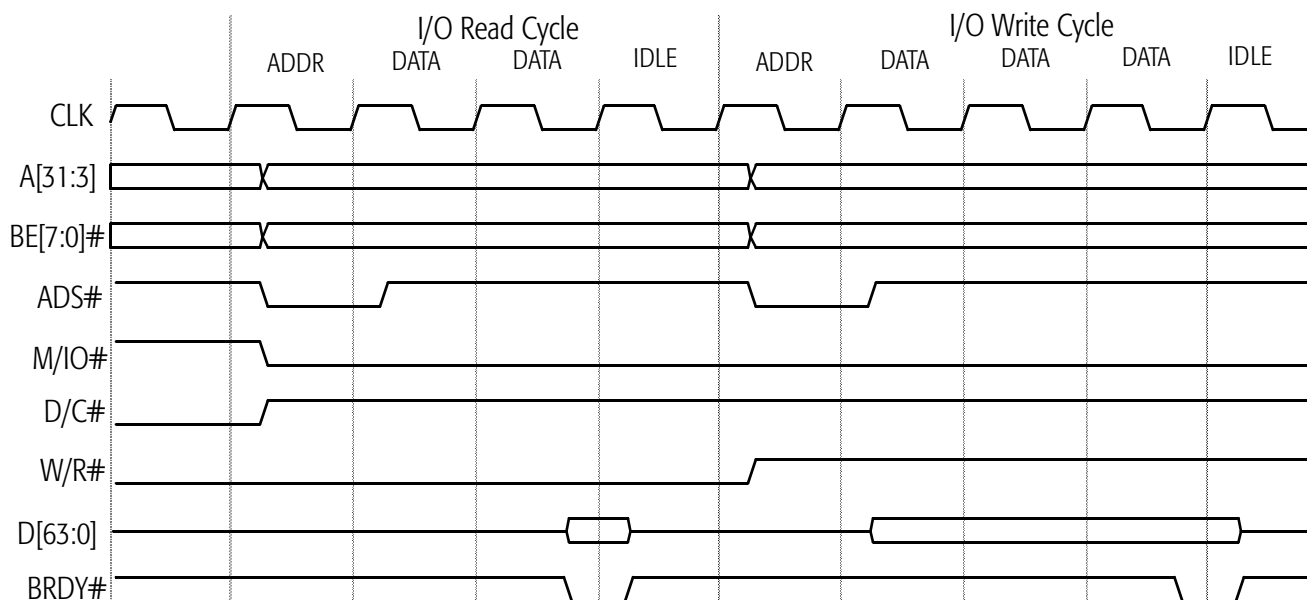 I/O Read Cycle I/O Write Cycle
ADDR DATA DATA IDLE ADDR DATA DATA DATA IDLE
CLK
A[31:3]
BE[7:0]#
ADS#
M/IO#
D/C#
W/R#
D[63:0]
BRDY#